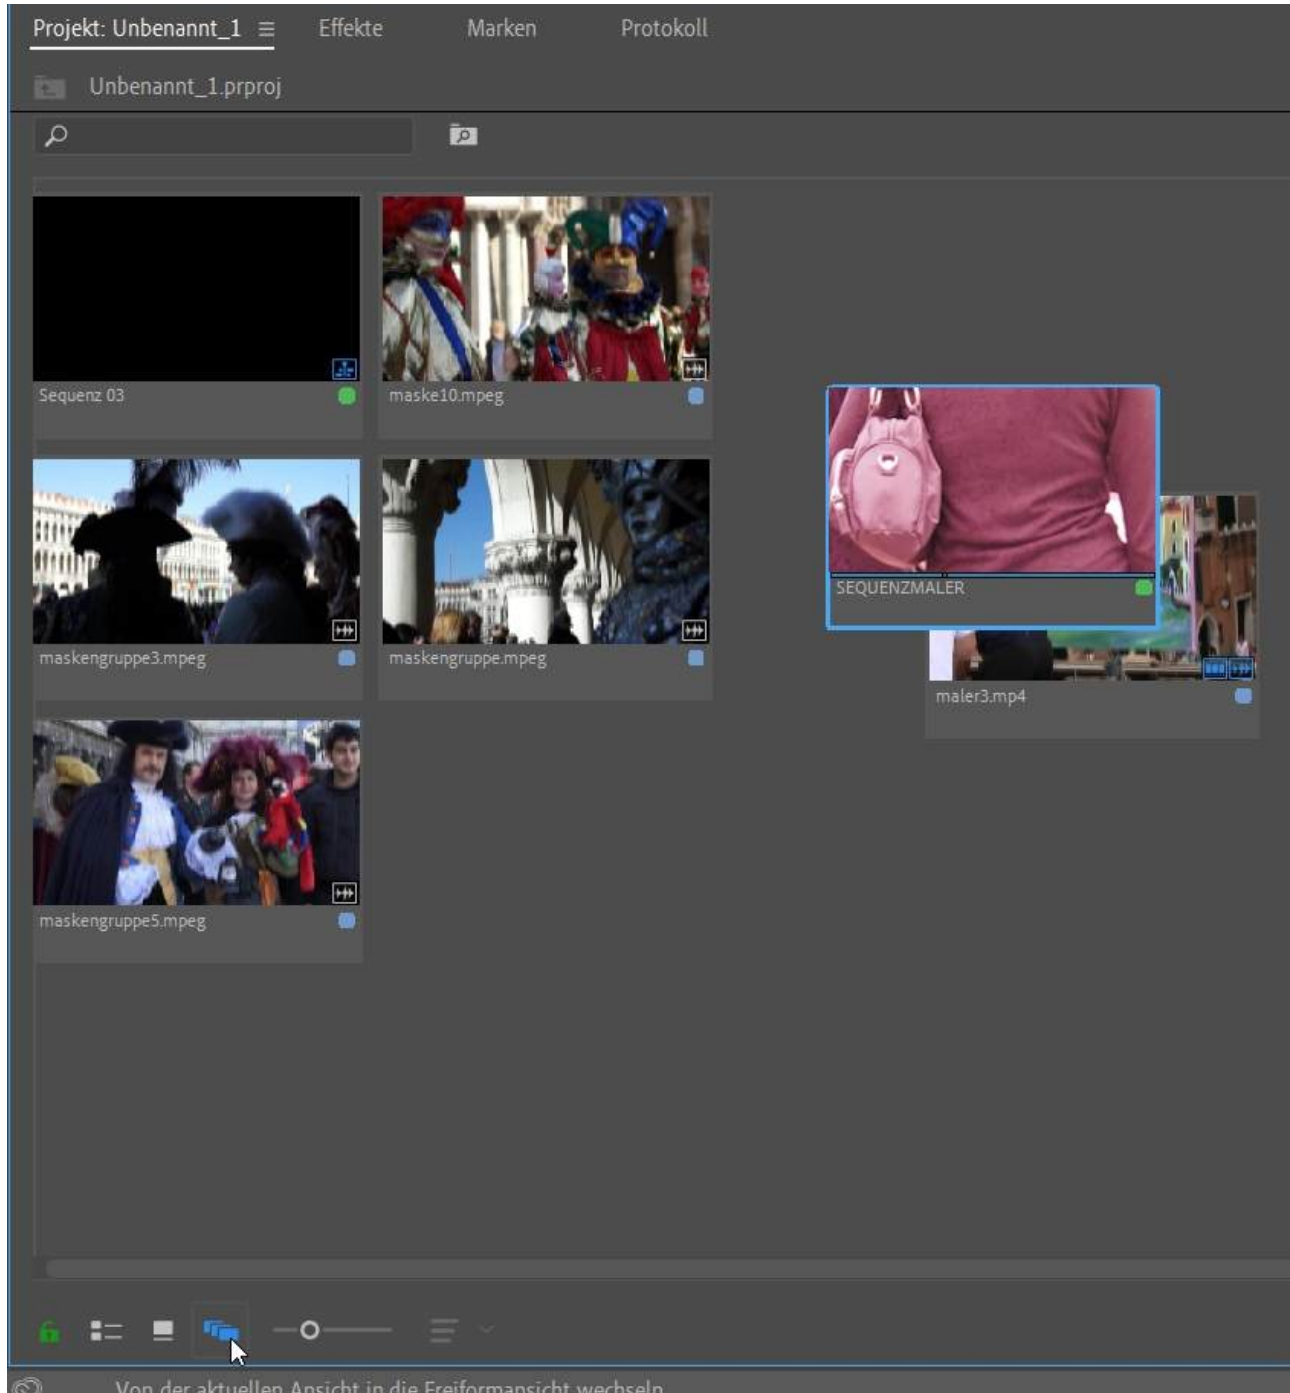 Projekt: Unbenannt_1 Effekte Marken Protokoll
Unbenannt_1.prproj
Sequenz 03 maske10.mpeg
SEQUENZMALER
maskengruppe3.mpeg maskengruppe.mpeg
maler3.mp4
maskengruppe5.mpeg
Von der aktuellen Ansicht in die Freiformansicht wechseln